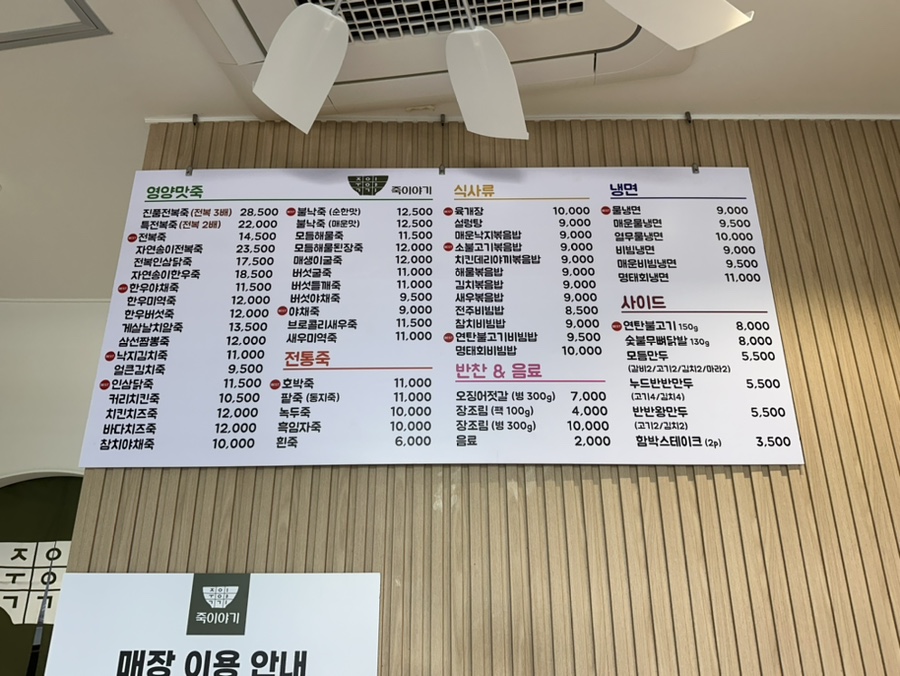 영양맛죽
죽이야기
진품전복죽 (전복 3배) 28,500
특전복죽 (전복 2배) 22,000
전복죽 14,500
자연송이전복죽 23,500
전복인삼닭죽 17,500
자연송이한우죽 18,500
한우야채죽 11,500
한우미역죽 12,000
한우버섯죽 12,000
게살날치알죽 13,500
삼선짬뽕죽 12,000
낙지김치죽 11,000
얼큰김치죽 9,500
인삼닭죽 11,500
커리치킨죽 10,500
치킨치즈죽 12,000
바다치즈죽 12,000
참치야채죽 10,000
불낙죽 (순한맛) 12,500
불낙죽 (매운맛) 12,500
모듬해물죽 11,500
모듬해물된장죽 12,000
매생이굴죽 12,000
버섯굴죽 11,000
버섯들깨죽 11,000
버섯야채죽 9,500
야채죽 9,000
브로콜리새우죽 11,500
새우미역죽 11,000
전통죽
호박죽 11,000
팥죽 (동지죽) 11,000
녹두죽 10,000
흑임자죽 10,000
흰죽 6,000
식사류
육개장 10,000
설렁탕 9,000
매운낙지볶음밥 9,000
소불고기볶음밥 9,000
치킨데리야끼볶음밥 9,000
해물볶음밥 9,000
김치볶음밥 9,000
새우볶음밥 9,000
전주비빔밥 8,500
참치비빔밥 9,000
연탄불고기비빔밥 9,500
명태회비빔밥 10,000
반찬 & 음료
오징어젓갈 (병 300g) 7,000
장조림 (팩 100g) 4,000
장조림 (병 300g) 10,000
음료 2,000
냉면
물냉면 9,000
매운물냉면 9,500
열무물냉면 10,000
비빔냉면 9,000
매운비빔냉면 9,500
명태회냉면 11,000
사이드
연탄불고기 150g 8,000
숯불무뼈닭발 130g 8,000
모듬만두 5,500
(갈비2/고기2/김치2/마라2)
누드반반만두 5,500
(고기4/김치4)
반반왕만두 5,500
(고기2/김치2)
함박스테이크 (2p) 3,500
죽이야기
매장 이용 안내